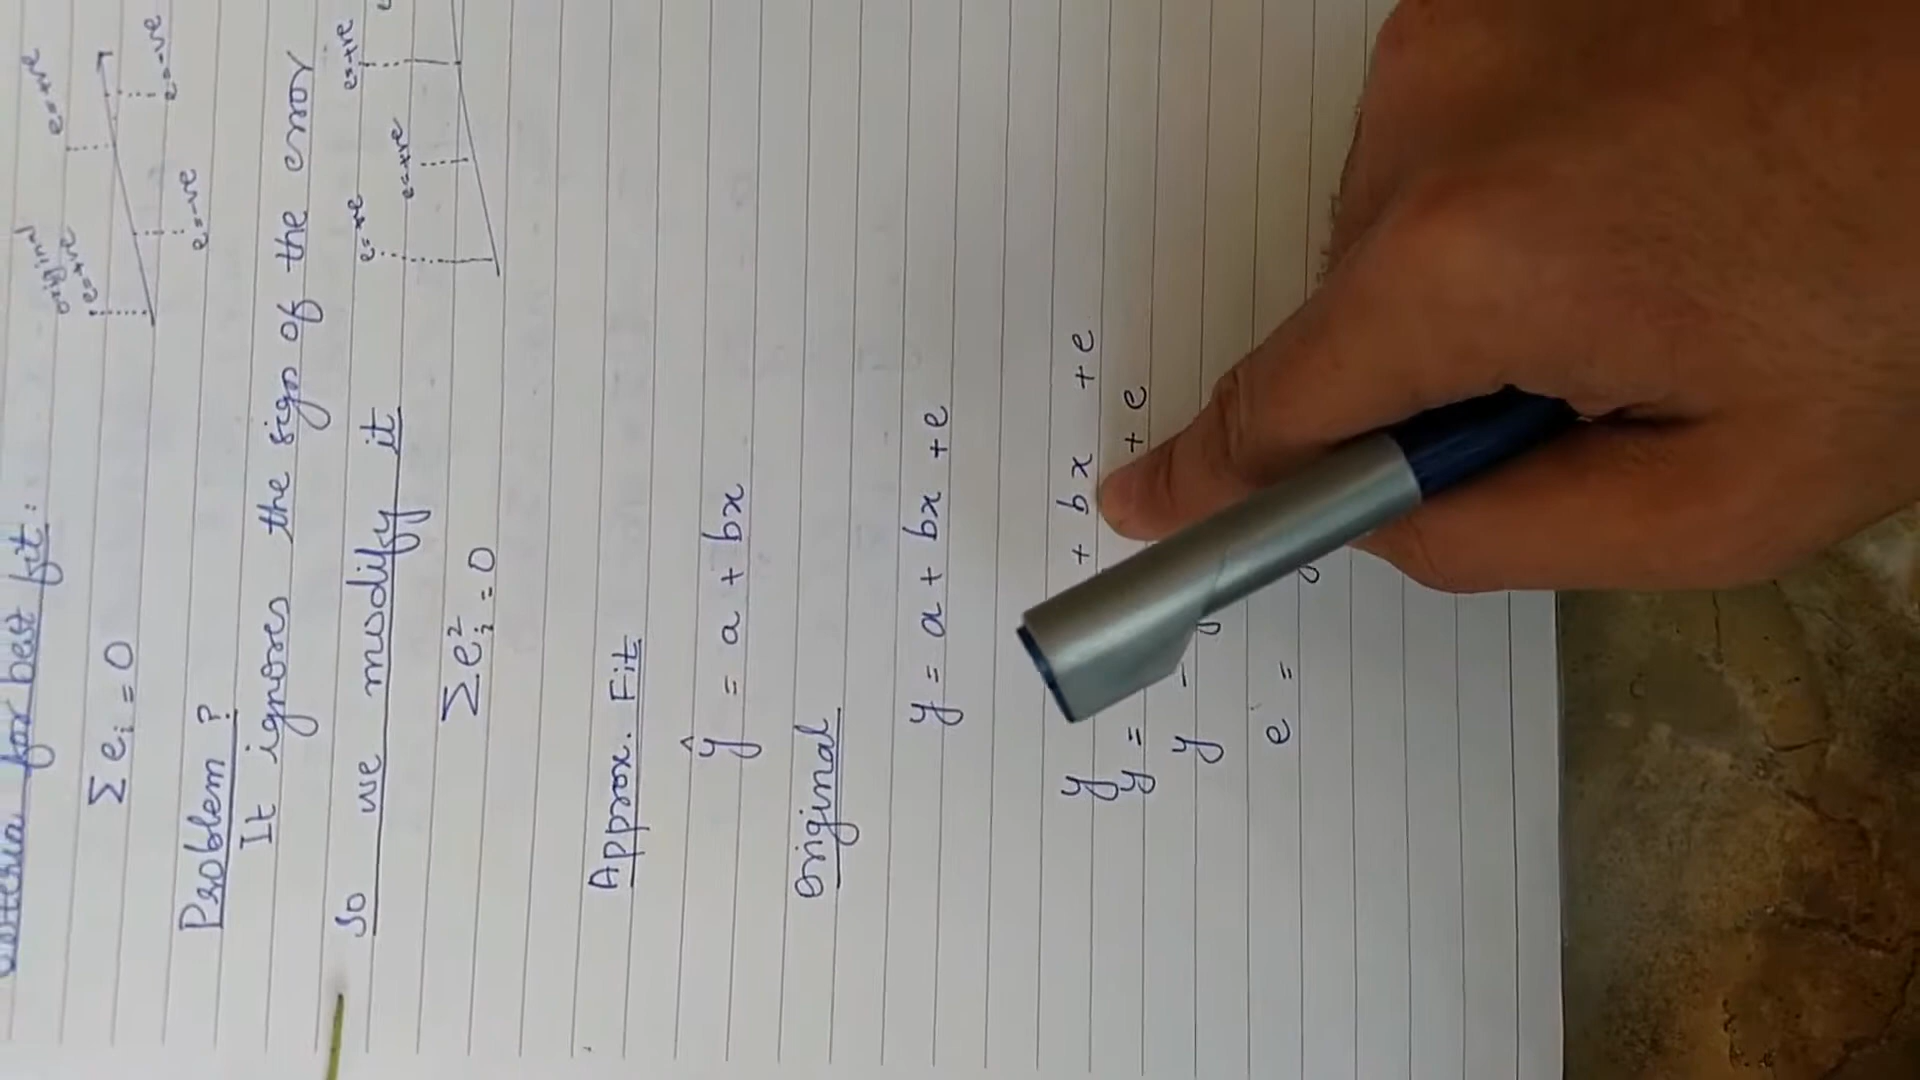 for best fit:
Σ eᵢ = 0
original
e=+ve
e=+ve
e=-ve
e=-ve
Problem ?
It ignores the sign of the error
so we modify it
Σ eᵢ² = 0
e=+ve
e=+ve
e=+ve
Approx. Fit
ŷ = a + bx
Original
y = a + bx + e
y + bx + e
y = + e
y -
e =